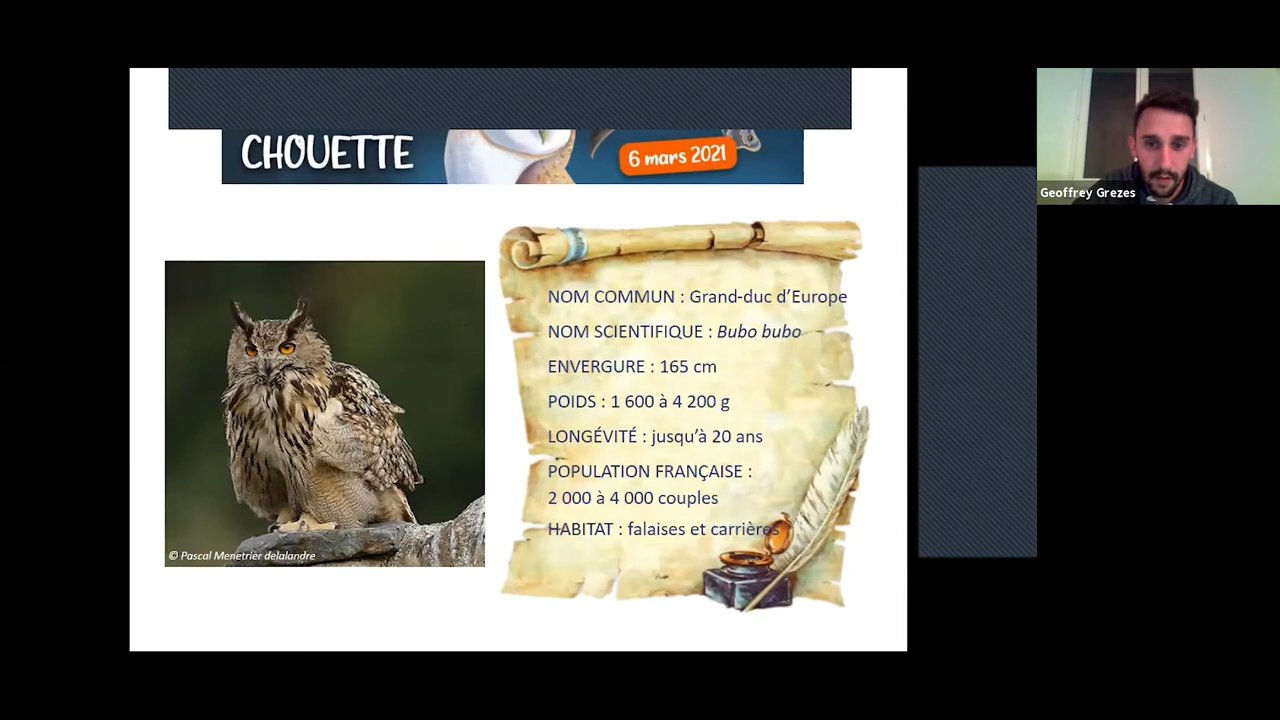 CHOUETTE
6 mars 2021
Geoffrey Grezes
NOM COMMUN : Grand-duc d'Europe
NOM SCIENTIFIQUE : Bubo bubo
ENVERGURE : 165 cm
POIDS : 1 600 à 4 200 g
LONGÉVITÉ : jusqu'à 20 ans
POPULATION FRANÇAISE :
2 000 à 4 000 couples
HABITAT : falaises et carrières
© Pascal Menetrier delalandre